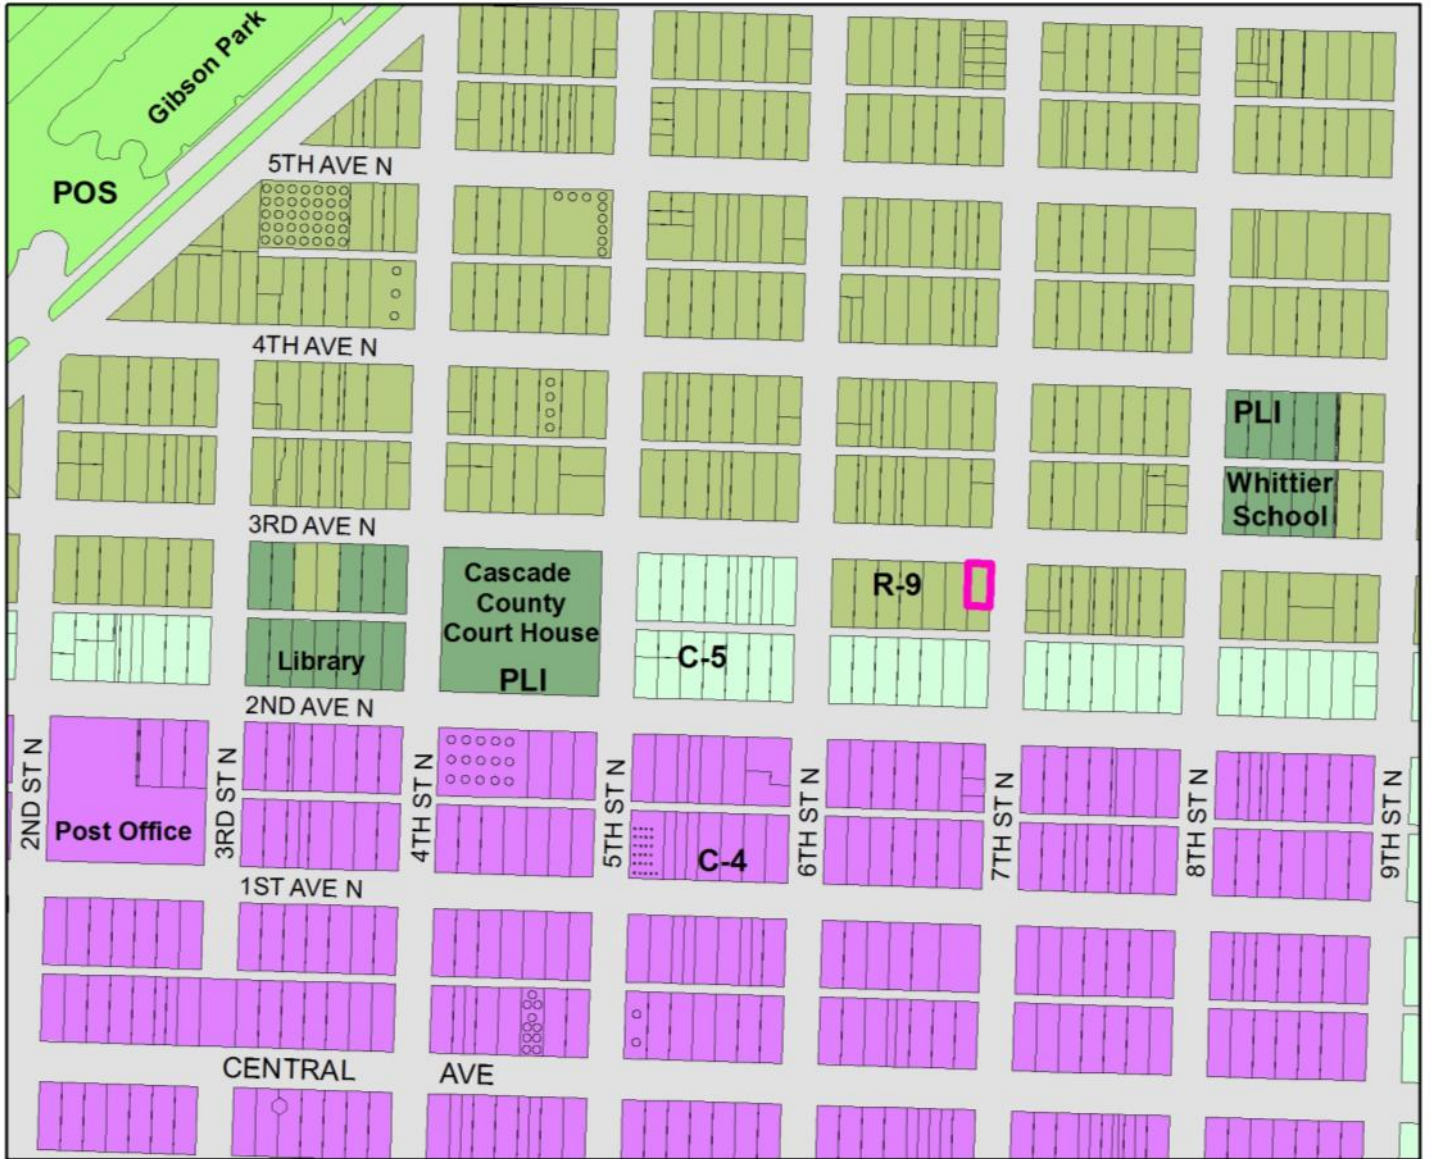 Gibson Park
POS
5TH AVE N
4TH AVE N
PLI
Whittier
School
3RD AVE N
Cascade
County
Court House
PLI
R-9
Library
C-5
2ND AVE N
2ND ST N
3RD ST N
4TH ST N
5TH ST N
6TH ST N
7TH ST N
8TH ST N
9TH ST N
Post Office
C-4
1ST AVE N
CENTRAL AVE